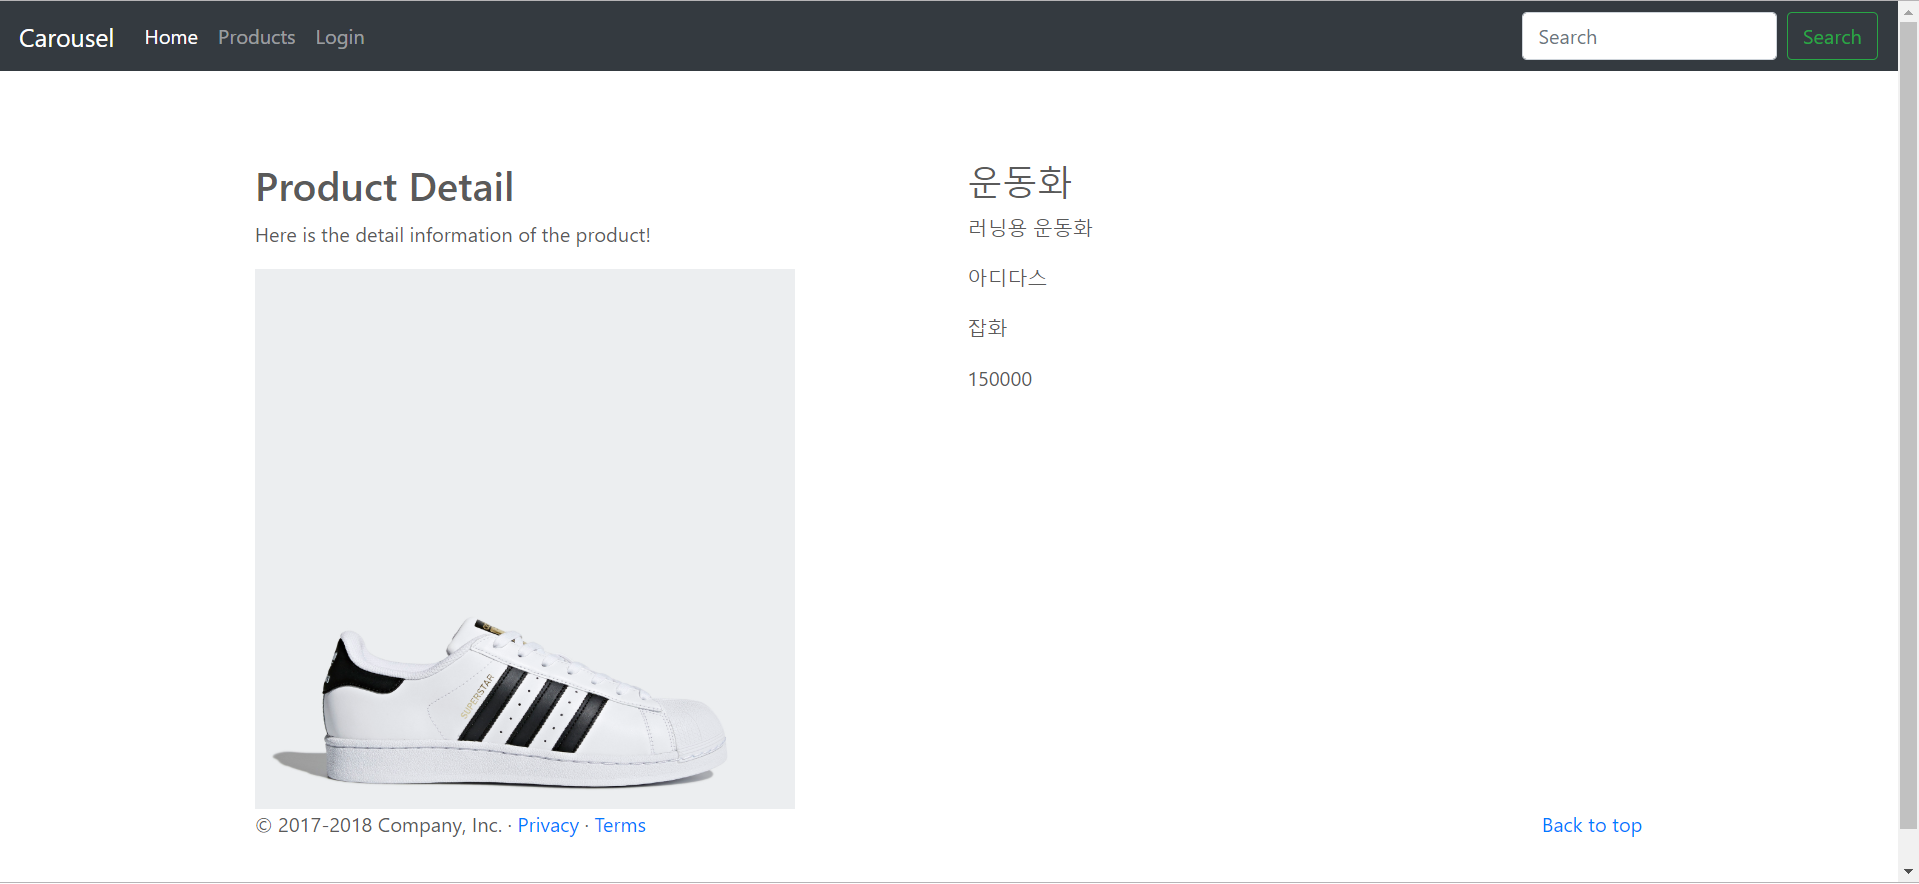 Carousel Home Products Login Search Search
Product Detail
Here is the detail information of the product!
SUPERSTAR
운동화
러닝용 운동화
아디다스
잡화
150000
© 2017-2018 Company, Inc. · Privacy · Terms
Back to top